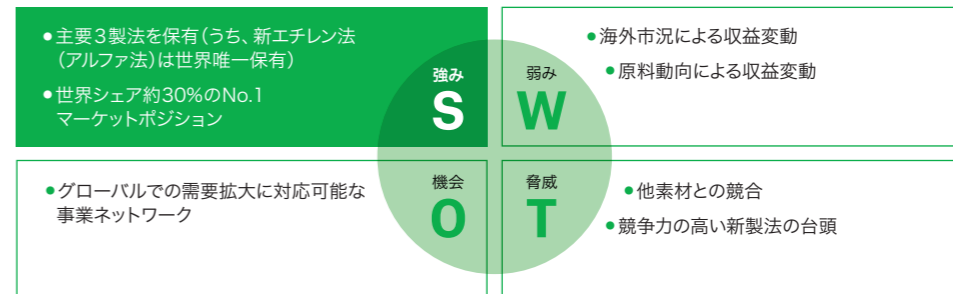 ●主要3製法を保有(うち、新エチレン法
(アルファ法)は世界唯一保有)
●世界シェア約30%のNo.1
マーケットポジション
強み
S
弱み
W
●海外市況による収益変動
●原料動向による収益変動
●グローバルでの需要拡大に対応可能な
事業ネットワーク
機会
O
脅威
T
●他素材との競合
●競争力の高い新製法の台頭